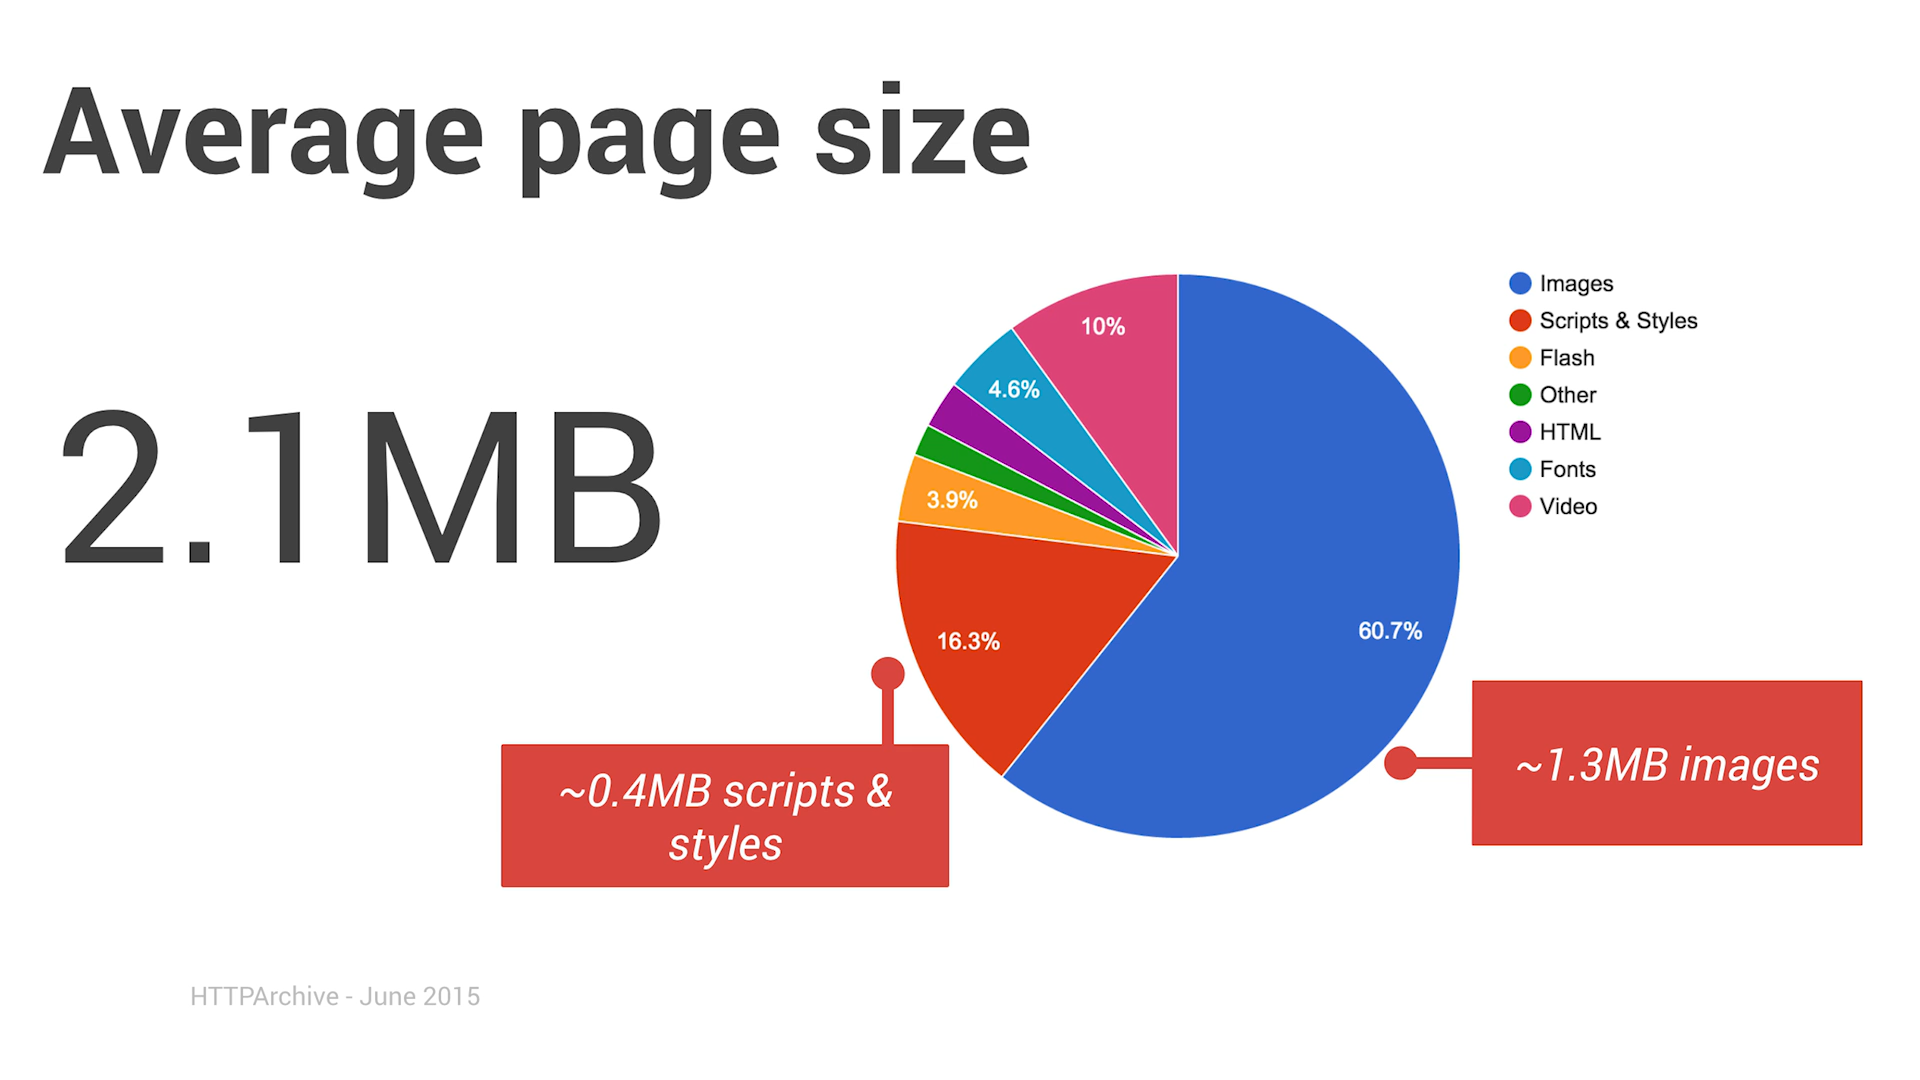 Average page size
2.1MB
10%
4.6%
3.9%
16.3%
60.7%
Images
Scripts & Styles
Flash
Other
HTML
Fonts
Video
~0.4MB scripts &
styles
~1.3MB images
HTTPArchive - June 2015